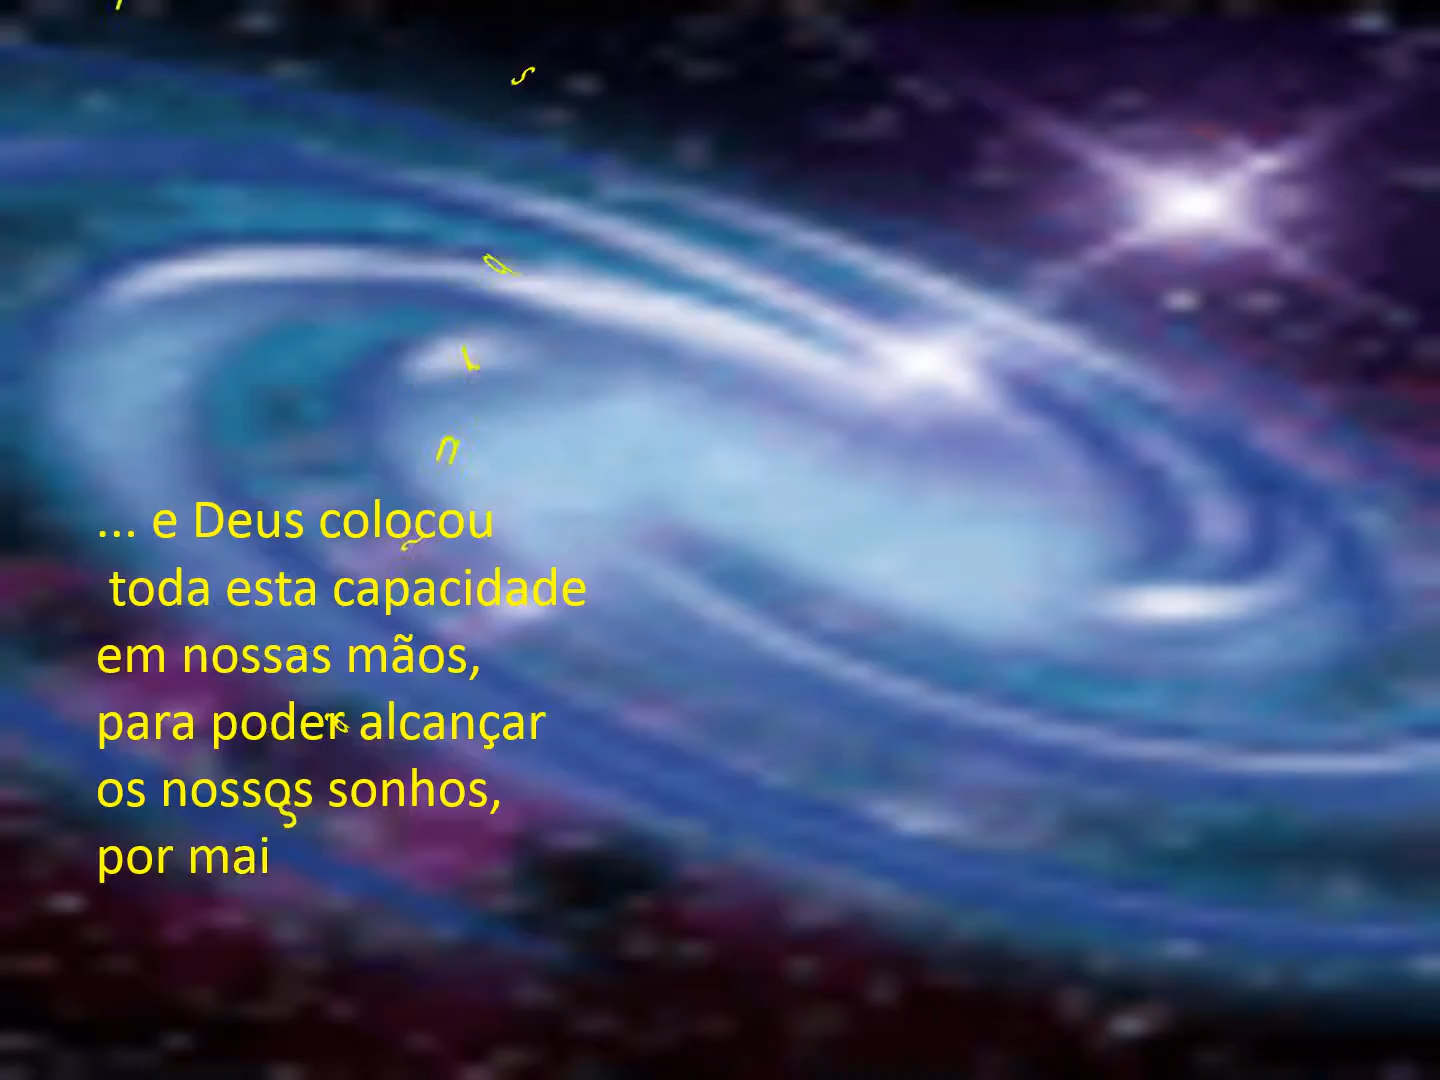 ... e Deus colocou
toda esta capacidade
em nossas mãos,
para poder alcançar
os nossos sonhos,
por mai